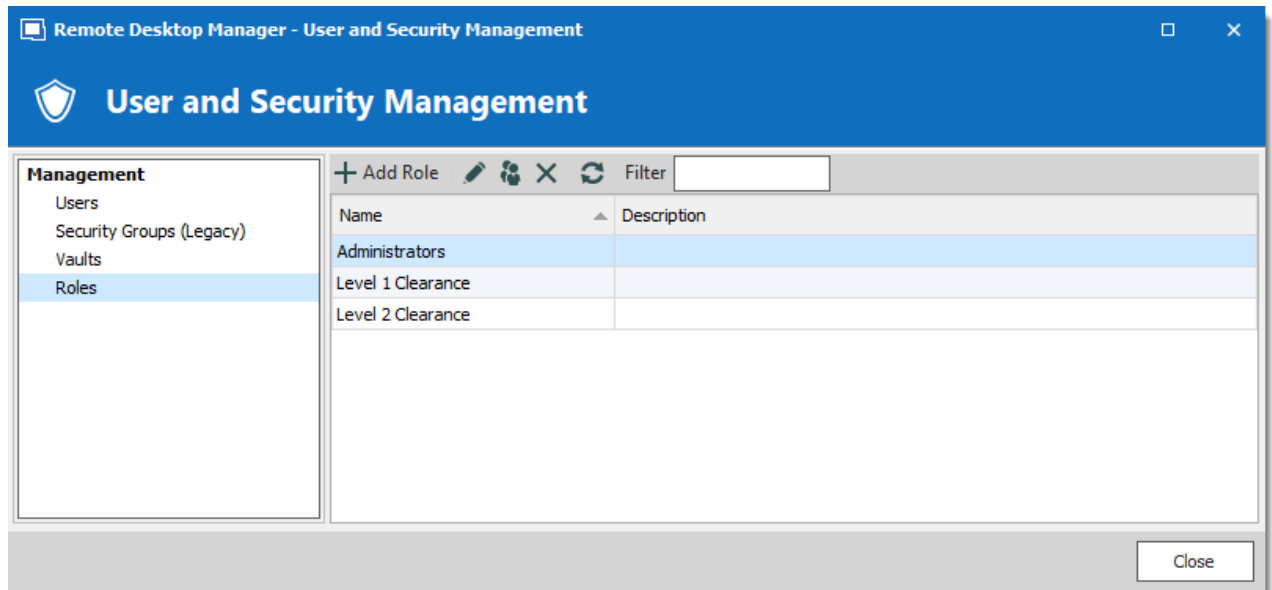 Remote Desktop Manager - User and Security Management
User and Security Management
Management
Users
Security Groups (Legacy)
Vaults
Roles
Add Role Filter
Name Description
Administrators
Level 1 Clearance
Level 2 Clearance
Close